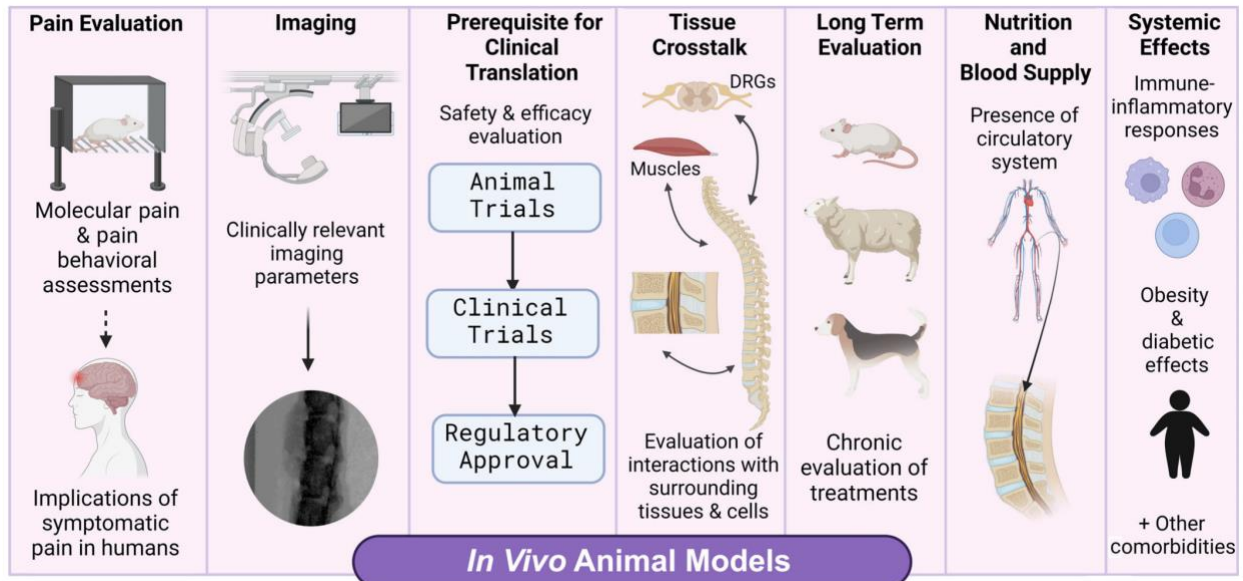 Pain Evaluation
Molecular pain
& pain
behavioral
assessments
Implications of
symptomatic
pain in humans
Imaging
Clinically relevant
imaging
parameters
Prerequisite for
Clinical
Translation
Safety & efficacy
evaluation
Animal
Trials
Clinical
Trials
Regulatory
Approval
Tissue
Crosstalk
DRGs
Muscles
Evaluation of
interactions with
surrounding
tissues & cells
Long Term
Evaluation
Chronic
evaluation of
treatments
Nutrition
and
Blood Supply
Presence of
circulatory
system
Systemic
Effects
Immune-
inflammatory
responses
Obesity
&
diabetic
effects
+ Other
comorbidities
In Vivo Animal Models